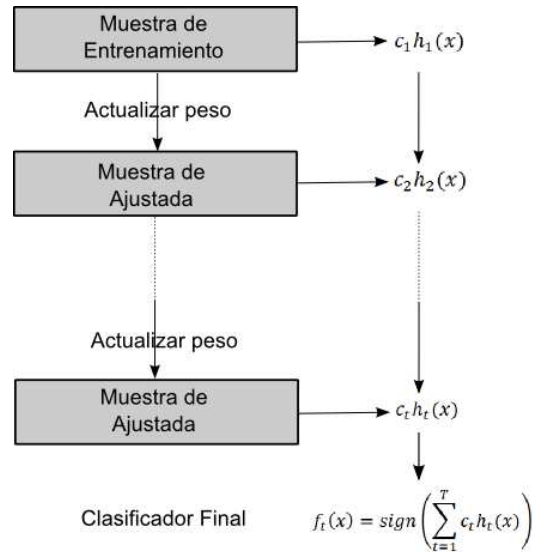 Muestra de
Entrenamiento
c₁h₁(x)
Actualizar peso
Muestra de
Ajustada
c₂h₂(x)
Actualizar peso
Muestra de
Ajustada
cₜhₜ(x)
Clasificador Final
fₜ(x) = sign(∑ₜ₌₁ᵀ cₜhₜ(x))